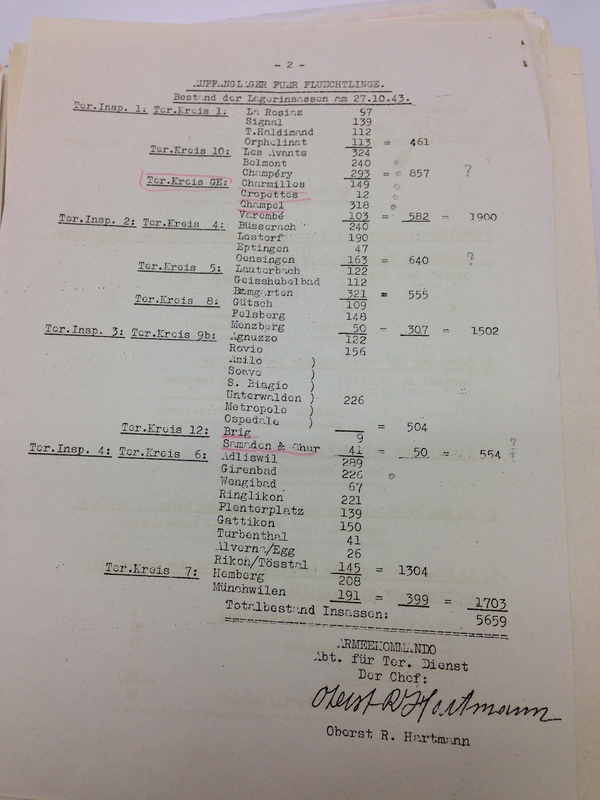 - 2 -
AUFFANGLAGER FUER FLUECHTLINGE.
Bestand der Lagerinsassen am 27.10.43.
Ter.Insp. 1: Ter.Kreis 1: La Rosiaz 97
Signal 139
T.Haldimand 112
Orphelinat 113 = 461
Ter.Kreis 10: Les Avants 324
Belmont 240
Champéry 293 = 857 ?
Ter.Kreis GE: Charmilles 149
Cropettes 12
Champel 318
Varembé 103 = 582 = 1900
Ter.Insp. 2: Ter.Kreis 4: Büsserach 240
Lostorf 190
Eptingen 47
Oensingen 163 = 640 ?
Ter.Kreis 5: Lauterbach 122
Geisshubelbad 112
Bamgarten 321 = 555
Ter.Kreis 8: Gütsch 109
Felsberg 148
Menzberg 50 = 307 = 1502
Ter.Insp. 3: Ter.Kreis 9b: Agnuzzo 122
Rovio 156
Asilo )
Soave )
S. Biagio )
Unterwalden ) 226
Metropole )
Ospedale ) = 504
Ter.Kreis 12: Brig 9 ?
Samaden & Chur 41 = 50 = 554 ?
Ter.Insp. 4: Ter.Kreis 6: Adliswil 289
Girenbad 226
Wengibad 67
Ringlikon 221
Plenterplatz 139
Gattikon 150
Turbenthal 41
Alverna/Egg 26
Rikon/Tösstal 145 = 1304
Ter.Kreis 7: Hemberg 208
Münchwilen 191 = 399 = 1703
Totalbestand Insassen: 5659
ARMEEKOMMANDO
Abt. für Ter. Dienst
Der Chef:
Oberst R Hartmann
Oberst R. Hartmann